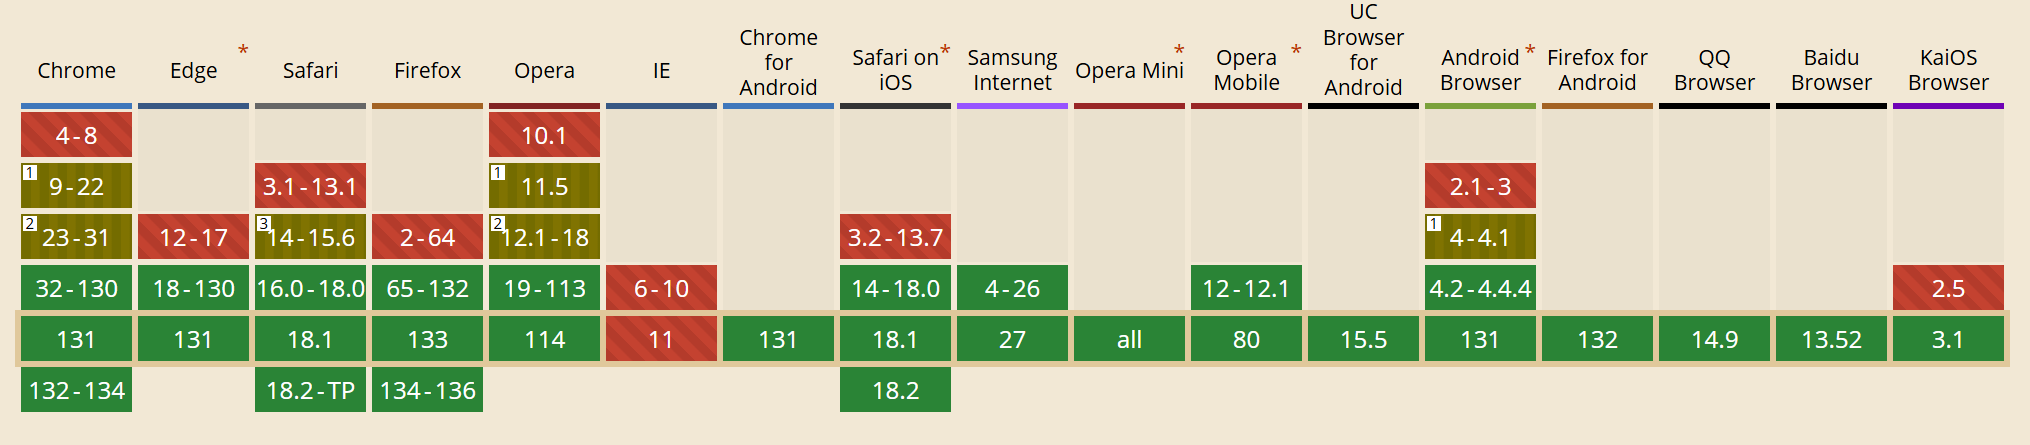 Chrome
Edge *
Safari
Firefox
Opera
IE
Chrome
for
Android
Safari on*
iOS
Samsung
Internet
Opera Mini *
Opera *
Mobile
UC
Browser
for
Android
Android *
Browser
Firefox for
Android
QQ
Browser
Baidu
Browser
KaiOS
Browser
4-8 10.1
1 9-22 3.1-13.1 1 11.5 2.1-3
2 23-31 12-17 3 14-15.6 2-64 2 12.1-18 3.2-13.7 1 4-4.1
32-130 18-130 16.0-18.0 65-132 19-113 6-10 14-18.0 4-26 12-12.1 4.2-4.4.4 2.5
131 131 18.1 133 114 11 131 18.1 27 all 80 15.5 131 132 14.9 13.52 3.1
132-134 18.2-TP 134-136 18.2